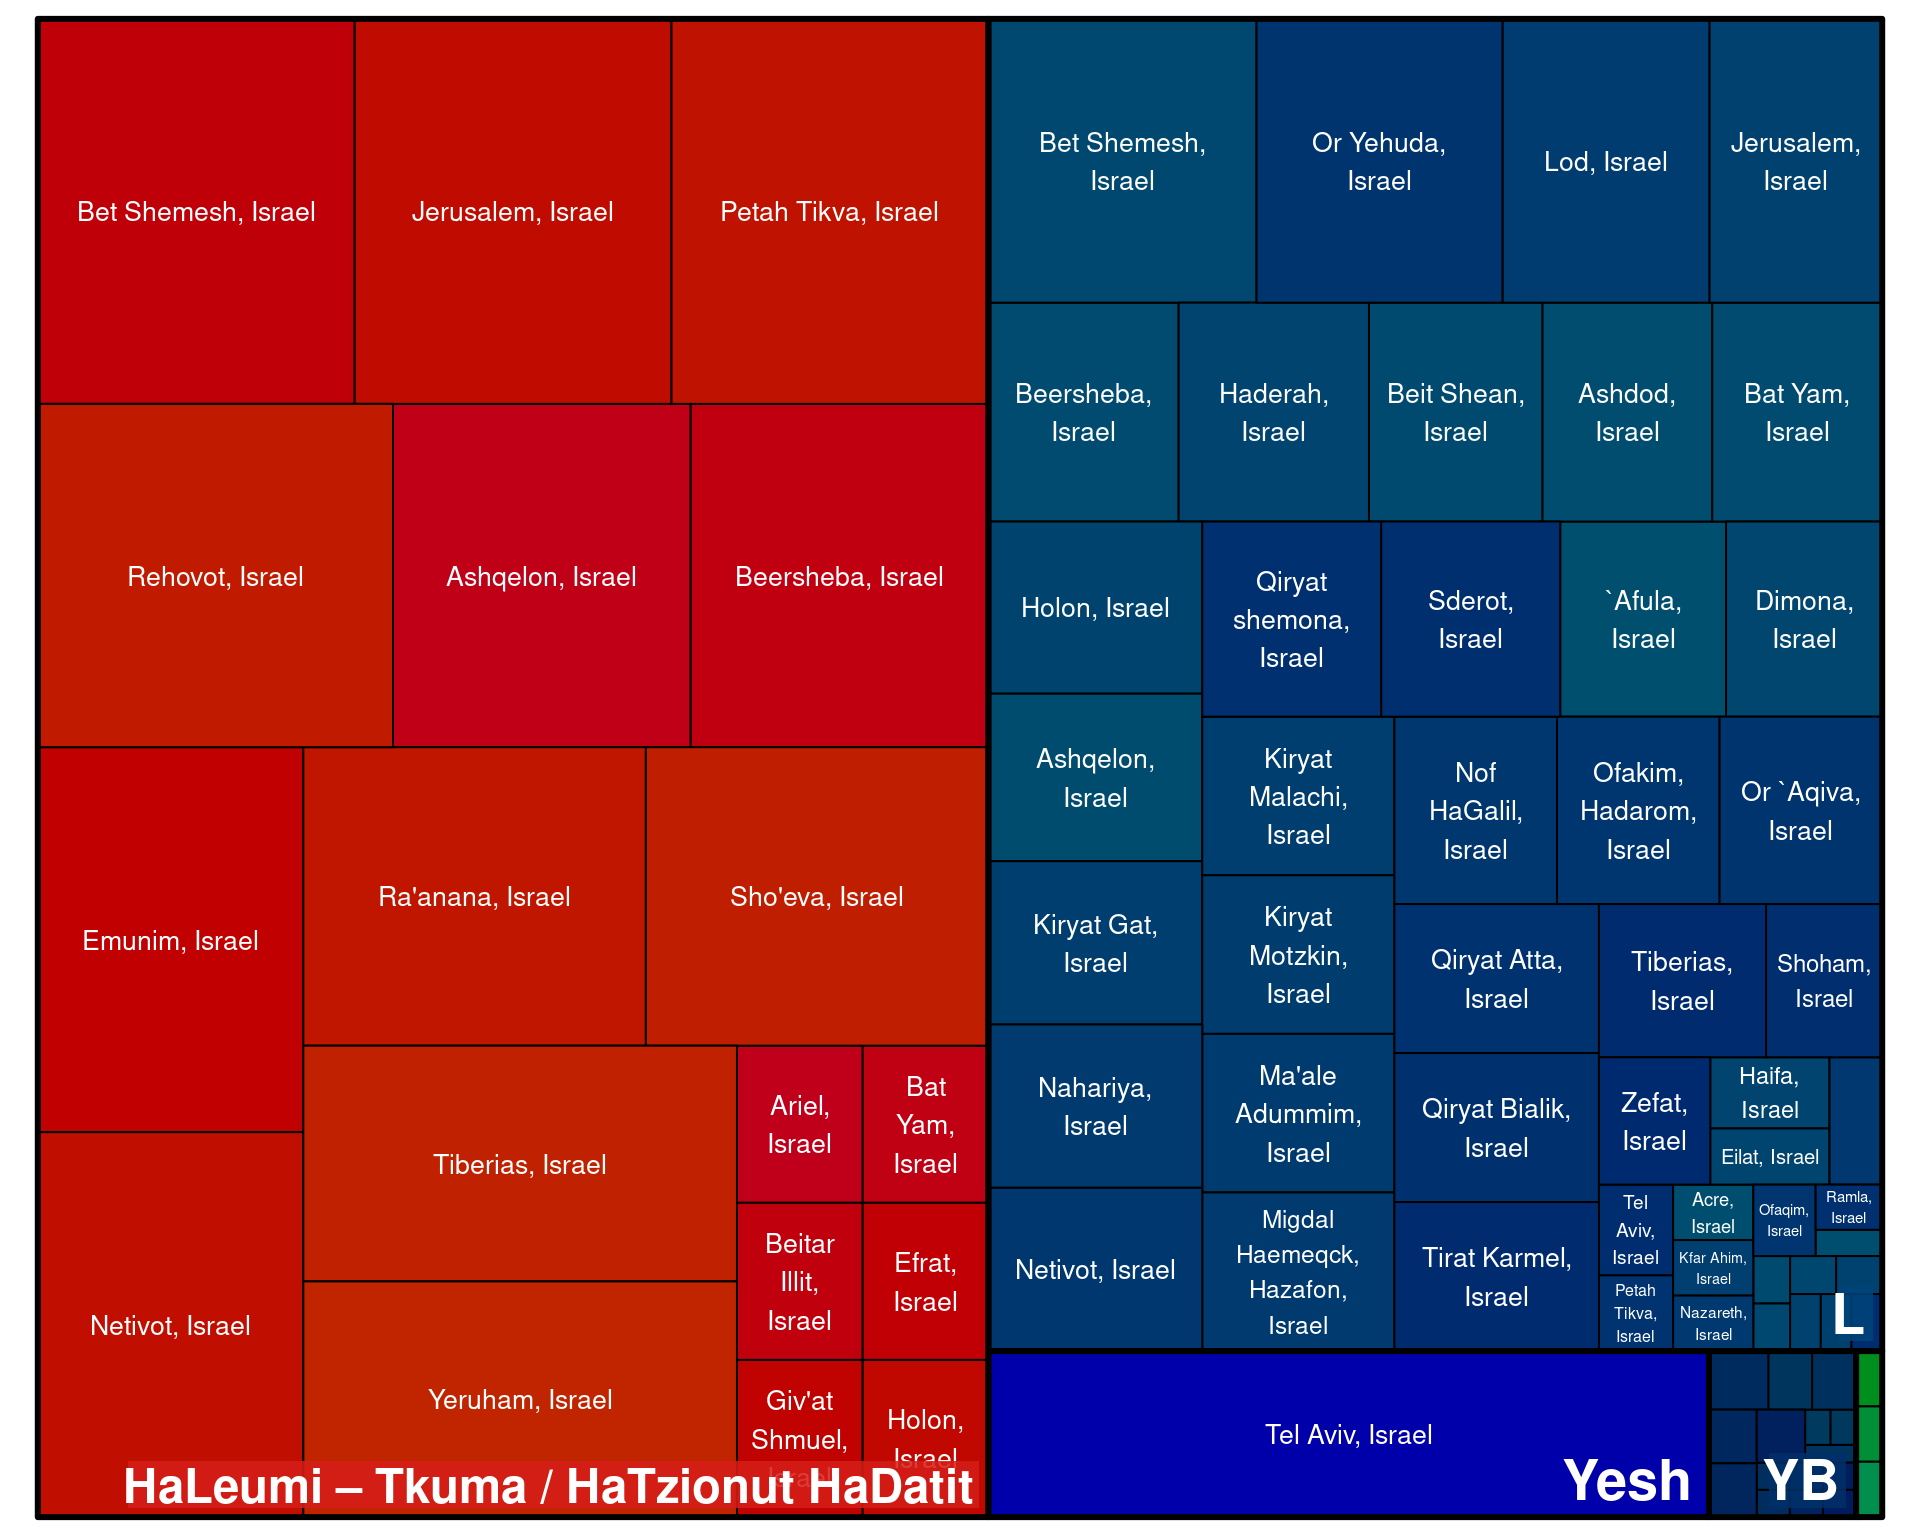 Bet Shemesh, Israel
Jerusalem, Israel
Petah Tikva, Israel
Rehovot, Israel
Ashqelon, Israel
Beersheba, Israel
Emunim, Israel
Ra'anana, Israel
Sho'eva, Israel
Netivot, Israel
Tiberias, Israel
Yeruham, Israel
Ariel,
Israel
Bat
Yam,
Israel
Beitar
Illit,
Israel
Efrat,
Israel
Giv'at
Shmuel,
Israel
Holon,
Israel
HaLeumi – Tkuma / HaTzionut HaDatit
Bet Shemesh,
Israel
Or Yehuda,
Israel
Lod, Israel
Jerusalem,
Israel
Beersheba,
Israel
Haderah,
Israel
Beit Shean,
Israel
Ashdod,
Israel
Bat Yam,
Israel
Holon, Israel
Qiryat
shemona,
Israel
Sderot,
Israel
`Afula,
Israel
Dimona,
Israel
Ashqelon,
Israel
Kiryat
Malachi,
Israel
Nof
HaGalil,
Israel
Ofakim,
Hadarom,
Israel
Or `Aqiva,
Israel
Kiryat Gat,
Israel
Kiryat
Motzkin,
Israel
Qiryat Atta,
Israel
Tiberias,
Israel
Shoham,
Israel
Nahariya,
Israel
Ma'ale
Adummim,
Israel
Qiryat Bialik,
Israel
Zefat,
Israel
Haifa,
Israel
Eilat, Israel
Netivot, Israel
Migdal
Haemeqck,
Hazafon,
Israel
Tirat Karmel,
Israel
Tel
Aviv,
Israel
Acre,
Israel
Ofaqim,
Israel
Ramla,
Israel
Kfar Ahim,
Israel
Petah
Tikva,
Israel
Nazareth,
Israel
L
Tel Aviv, Israel
Yesh
YB